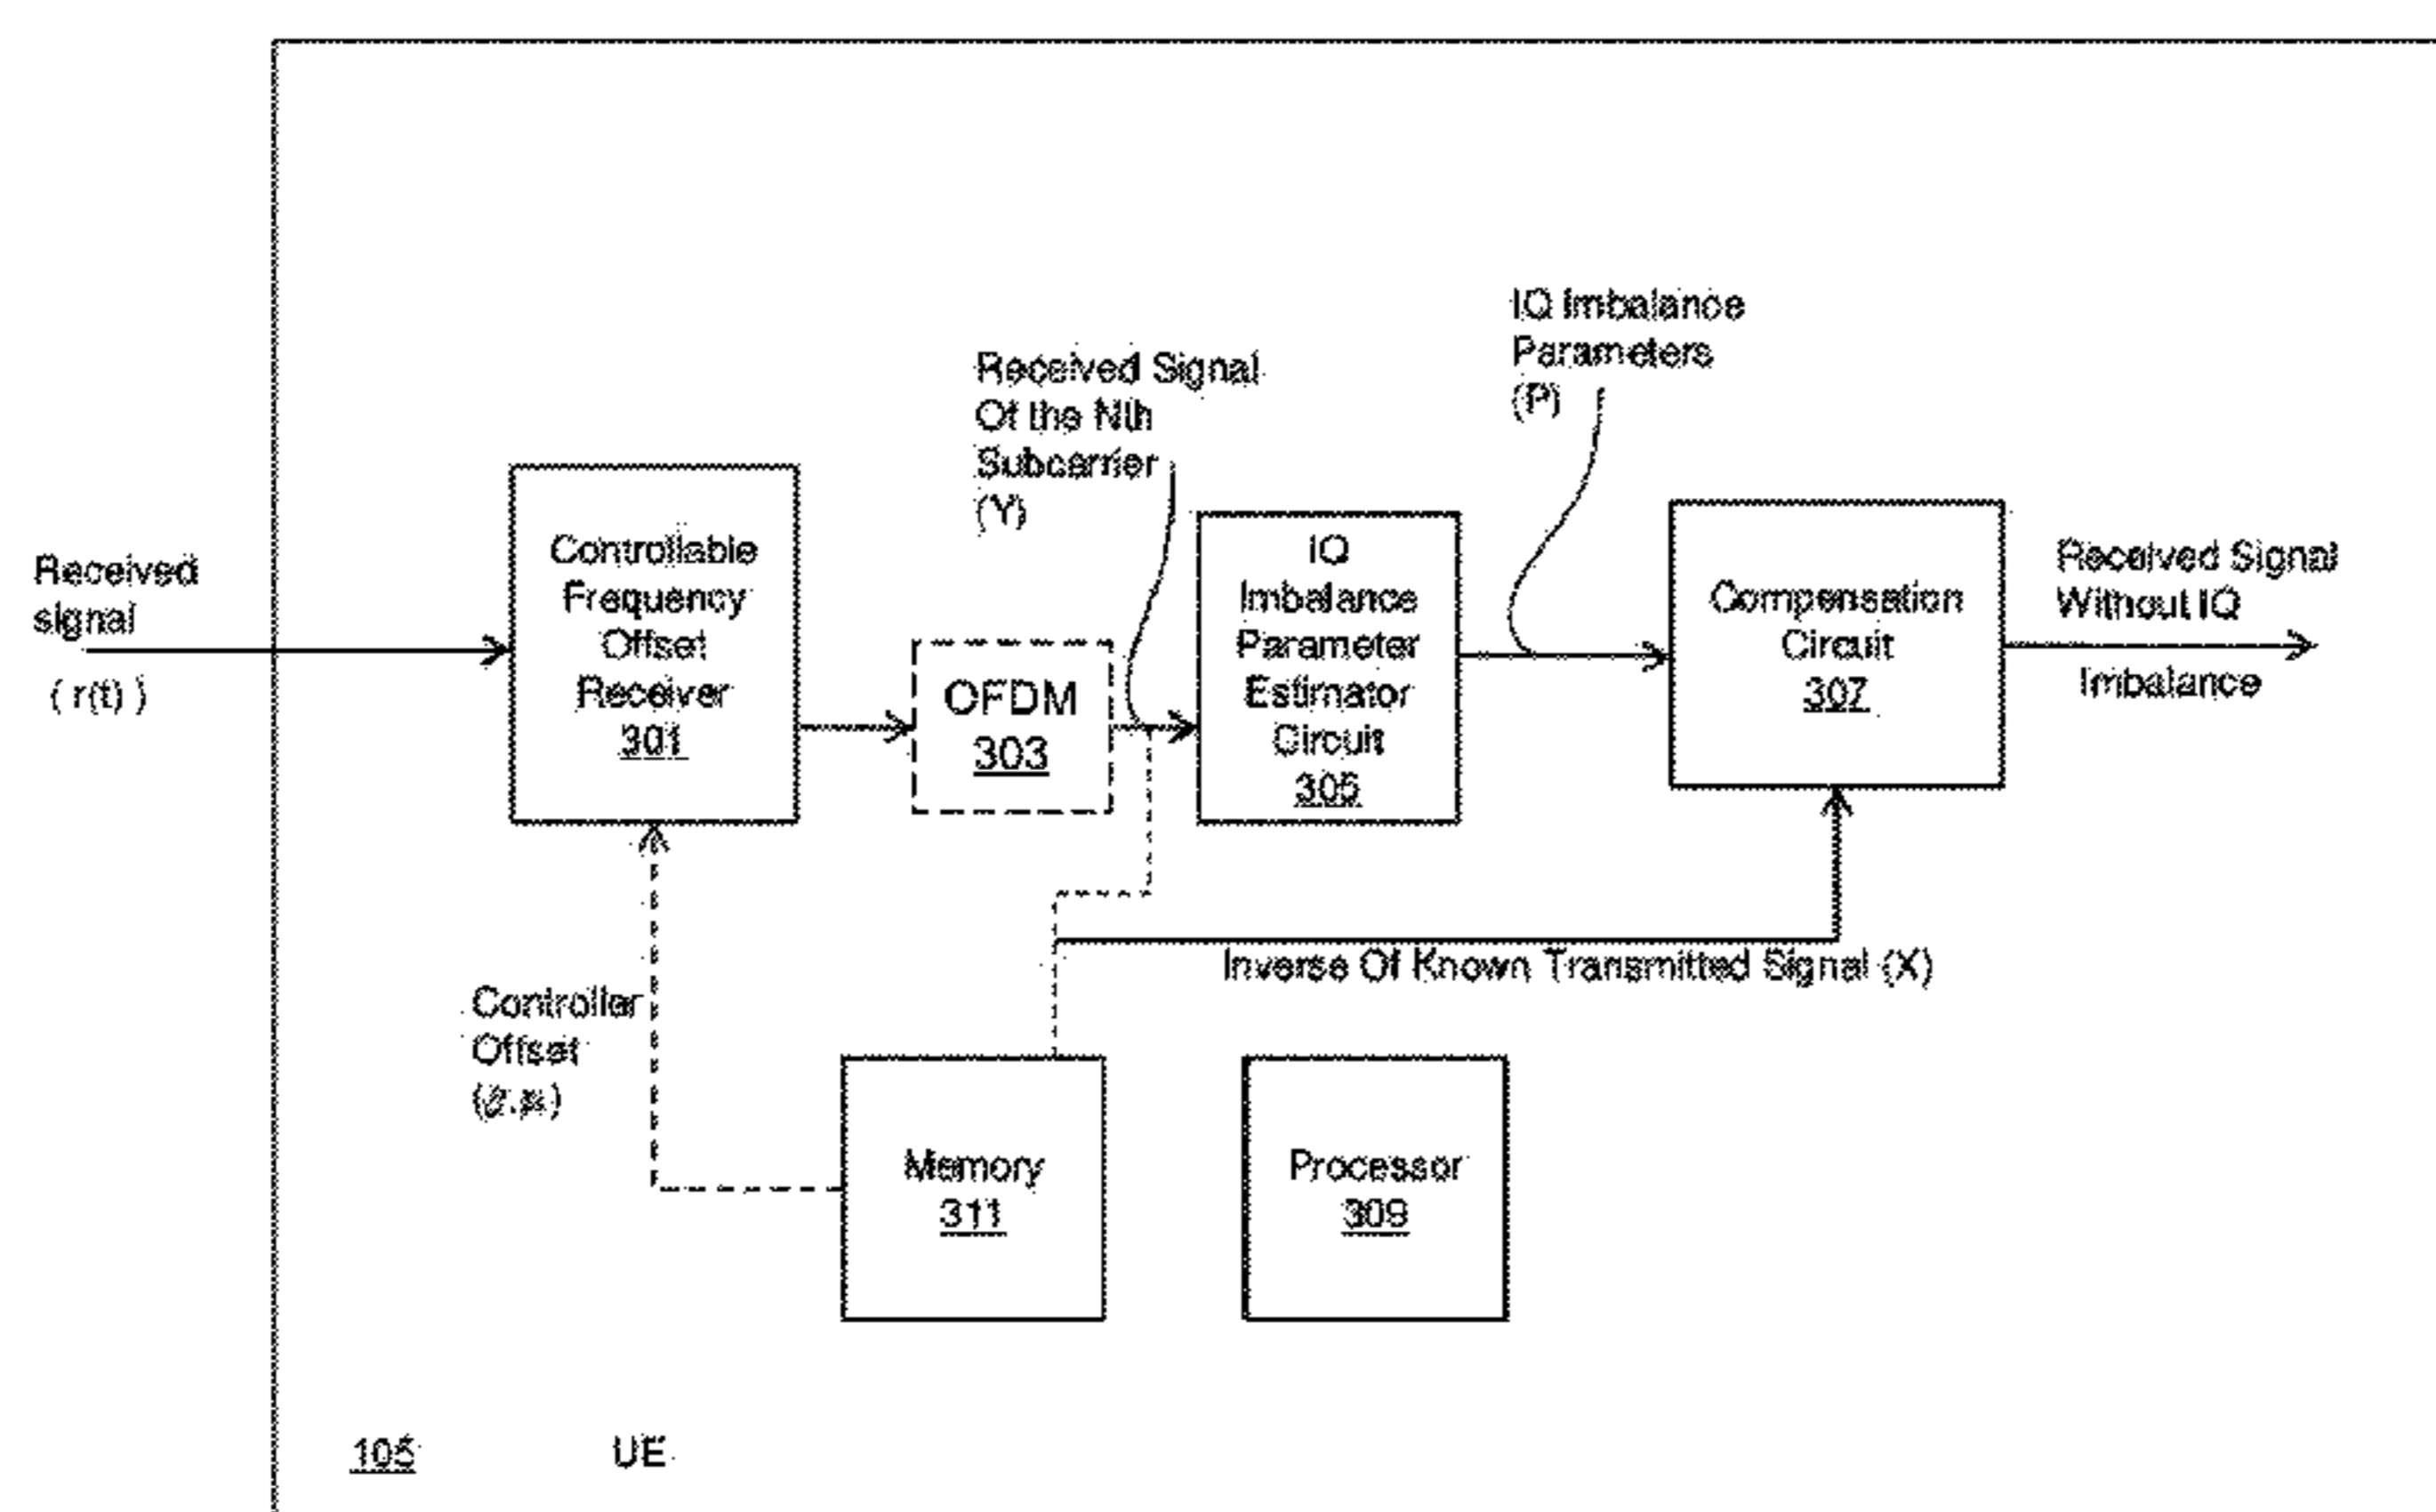 IQ Imbalance
Parameters
(P)
Received Signal
Of the Nth
Subcarrier
(Y)
Received
signal
( r(t) )
Controllable
Frequency
Offset
Receiver
301
OFDM
303
IQ
Imbalance
Parameter
Estimator
Circuit
305
Compensation
Circuit
307
Received Signal
Without IQ
Imbalance
Inverse Of Known Transmitted Signal (X)
Controller
Offset
Memory
311
Processor
309
105
UE